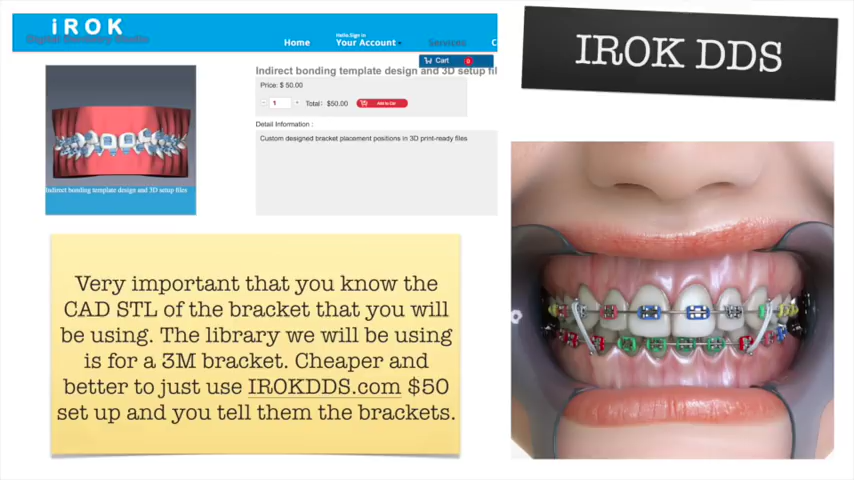 iROK
Digital Dentistry Studio
Hello.Sign in
Home
Your Account
Services
C
Cart
0
Indirect bonding template design and 3D setup fil
Price: $ 50.00
- 1 + Total: $50.00 Add to Cart
Detail Information :
Custom designed bracket placement positions in 3D print-ready files
Indirect bonding template design and 3D setup files
IROK DDS
Very important that you know the
CAD STL of the bracket that you will
be using. The library we will be using
is for a 3M bracket. Cheaper and
better to just use IROKDDS.com $50
set up and you tell them the brackets.